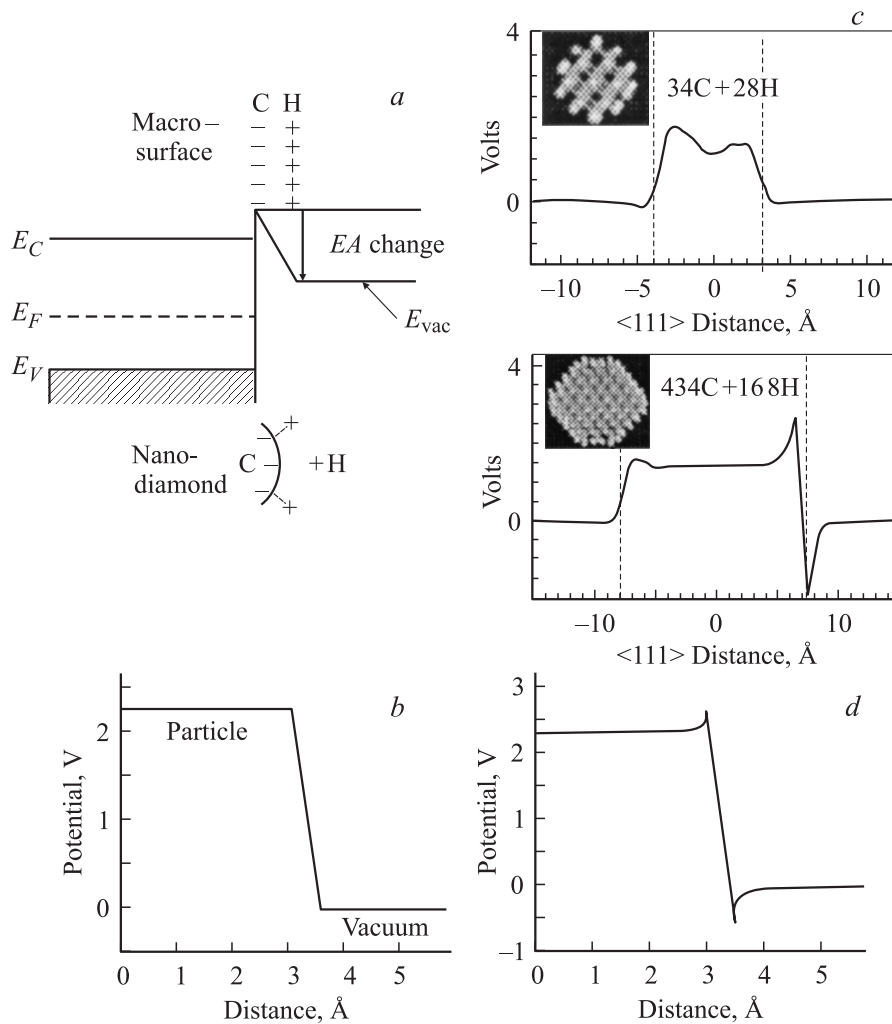 a
C H
Macro–
surface
– +
– +
– +
– +
– +
E_C
EA change
E_F
E_vac
E_V
+
–
Nano-
diamond
C – + H
–
+
c
4
34C + 28H
Volts
0
–10 –5 0 5 10
<111> Distance, Å
4
434C + 168H
Volts
0
–10 0 10
<111> Distance, Å
b
2
Particle
Potential, V
0
Vacuum
0 1 2 3 4 5
Distance, Å
d
3
2
1
Potential, V
0
–1
0 1 2 3 4 5
Distance, Å